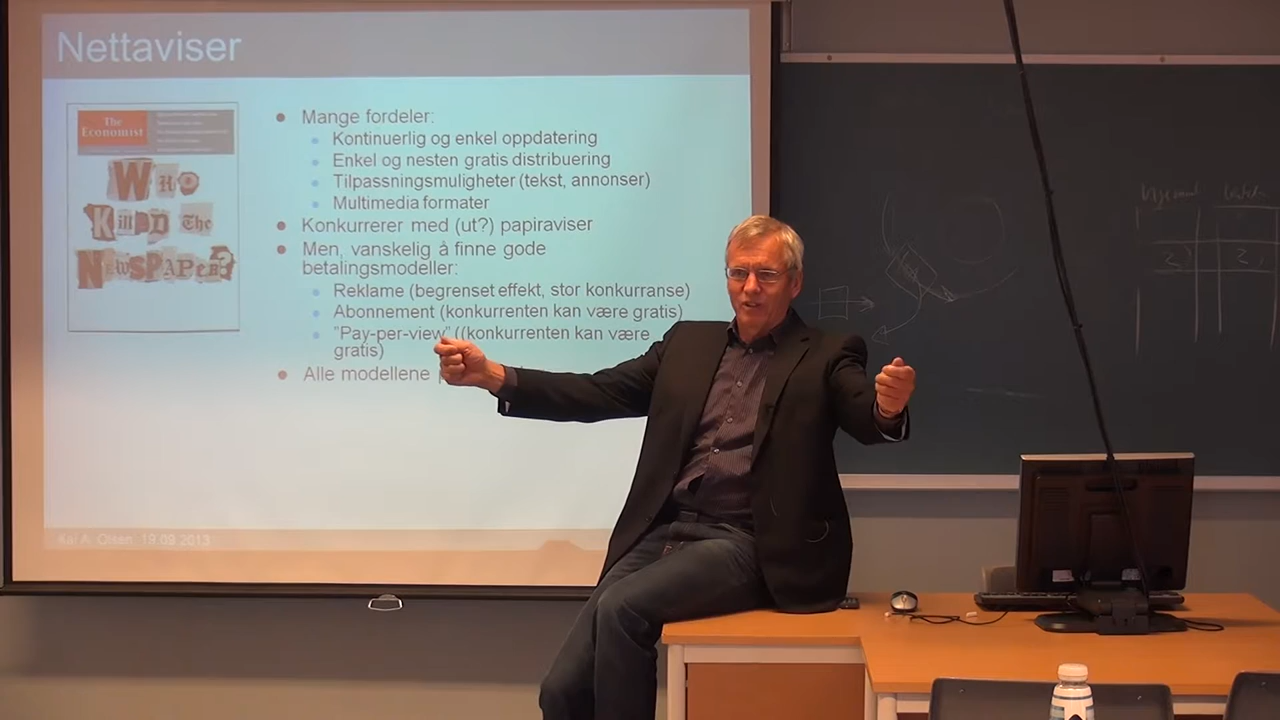 Nettaviser
The
Economist
Who
Killed The
Newspaper?
Mange fordeler:
Kontinuerlig og enkel oppdatering
Enkel og nesten gratis distribuering
Tilpassningsmuligheter (tekst, annonser)
Multimedia formater
Konkurrerer med (ut?) papiraviser
Men, vanskelig å finne gode
betalingsmodeller:
Reklame (begrenset effekt, stor konkurranse)
Abonnement (konkurrenten kan være gratis)
"Pay-per-view" ((konkurrenten kan være
gratis)
Alle modellene
Kai A. Olsen, 19.09.2013